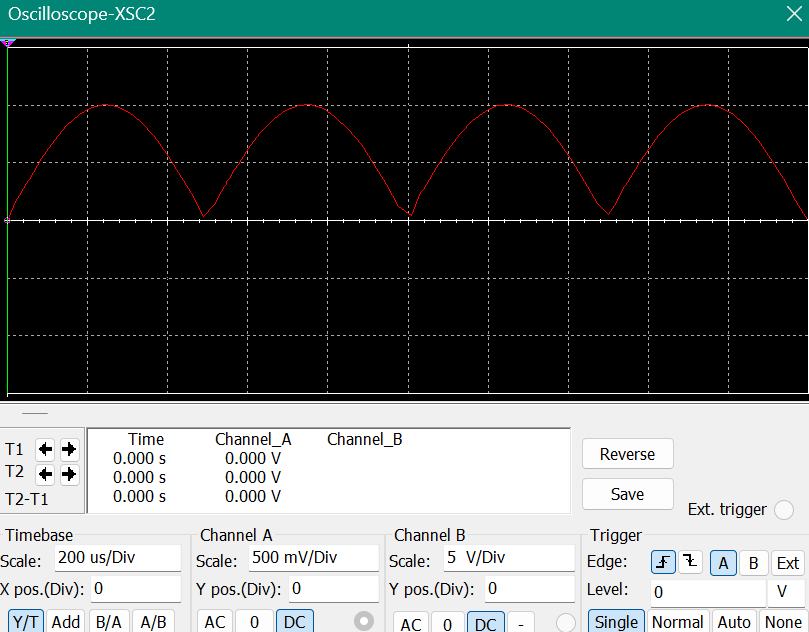 Oscilloscope-XSC2
Time Channel_A Channel_B
T1 0.000 s 0.000 V
T2 0.000 s 0.000 V
T2-T1 0.000 s 0.000 V
Reverse
Save
Ext. trigger
Timebase
Scale: 200 us/Div
X pos.(Div): 0
Y/T Add B/A A/B
Channel A
Scale: 500 mV/Div
Y pos.(Div): 0
AC 0 DC
Channel B
Scale: 5 V/Div
Y pos.(Div): 0
AC 0 DC -
Trigger
Edge: A B Ext
Level: 0 V
Single Normal Auto None